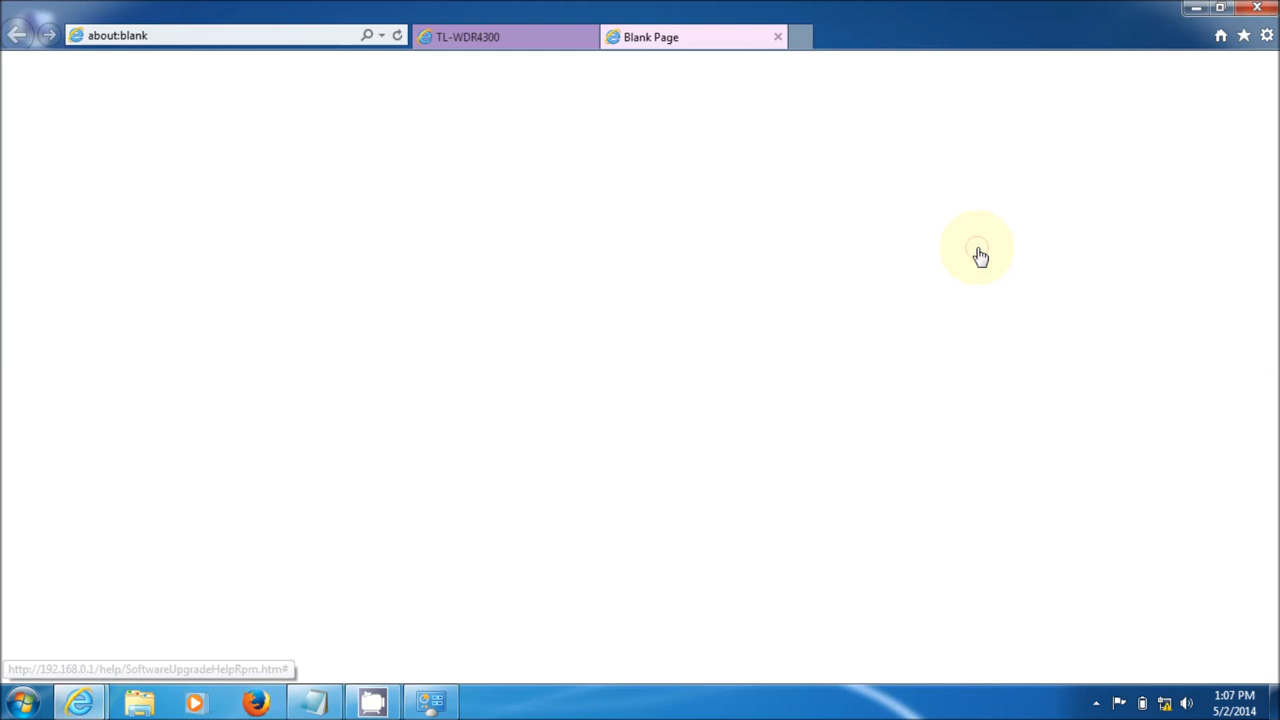 about:blank
TL-WDR4300
Blank Page
http://192.168.0.1/help/SoftwareUpgradeHelpRpm.htm#
1:07 PM
5/2/2014